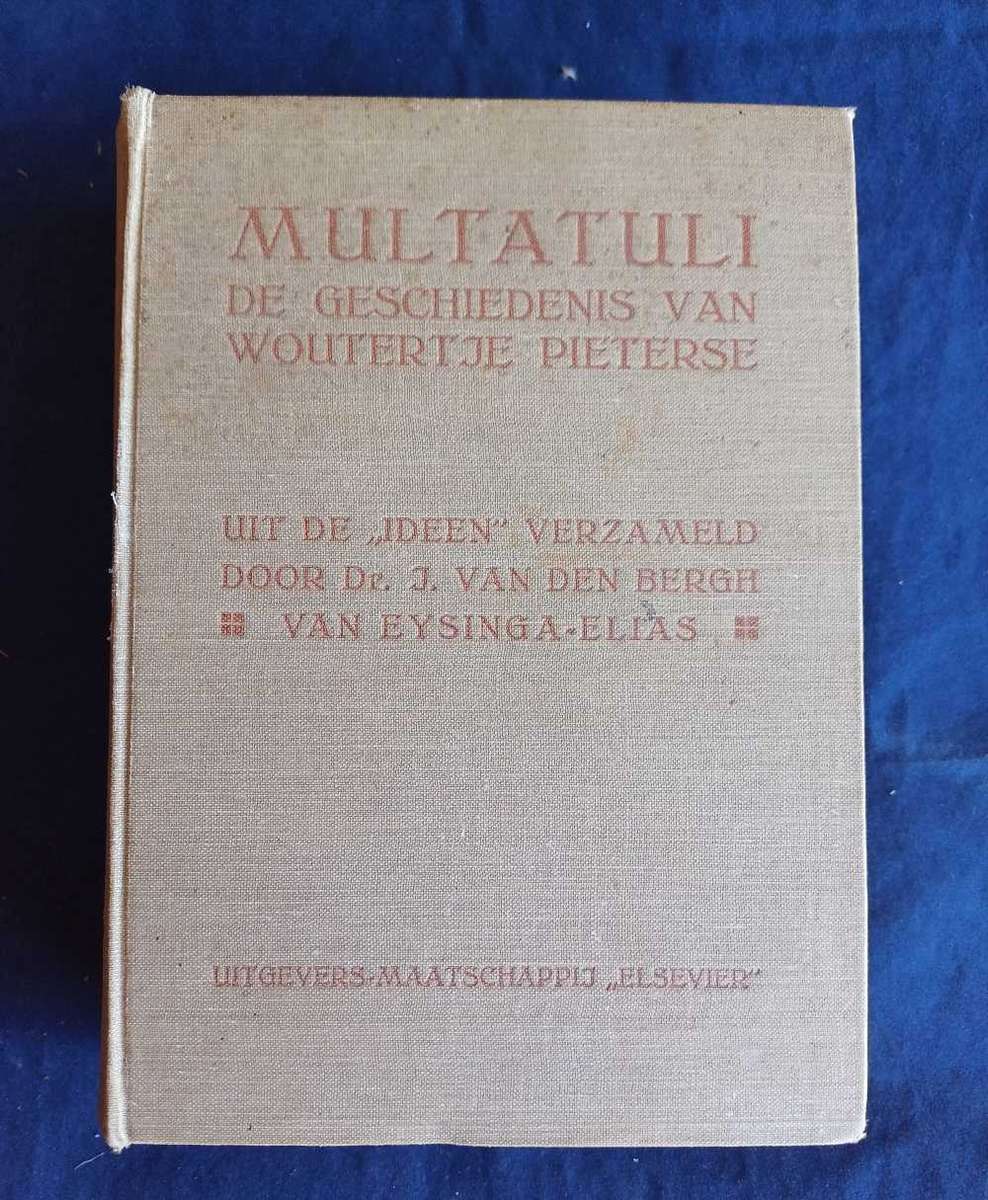 MULTATULI
DE GESCHIEDENIS VAN
WOUTERTJE PIETERSE
UIT DE „IDEEN" VERZAMELD
DOOR Dr. J. VAN DEN BERGH
VAN EYSINGA-ELIAS
UITGEVERS-MAATSCHAPPIJ „ELSEVIER"